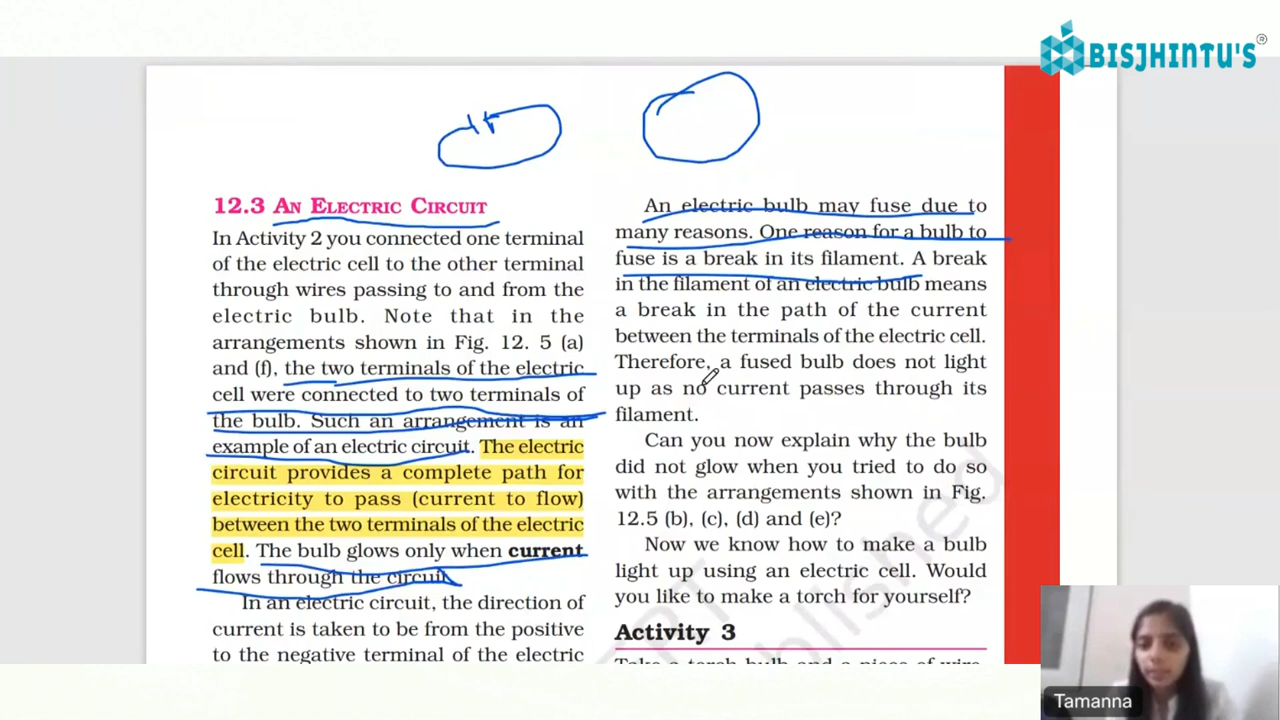 BISJHINTU'S®
12.3 AN ELECTRIC CIRCUIT
In Activity 2 you connected one terminal
of the electric cell to the other terminal
through wires passing to and from the
electric bulb. Note that in the
arrangements shown in Fig. 12. 5 (a)
and (f), the two terminals of the electric
cell were connected to two terminals of
the bulb. Such an arrangement is an
example of an electric circuit. The electric
circuit provides a complete path for
electricity to pass (current to flow)
between the two terminals of the electric
cell. The bulb glows only when current
flows through the circuit.
In an electric circuit, the direction of
current is taken to be from the positive
to the negative terminal of the electric
An electric bulb may fuse due to
many reasons. One reason for a bulb to
fuse is a break in its filament. A break
in the filament of an electric bulb means
a break in the path of the current
between the terminals of the electric cell.
Therefore, a fused bulb does not light
up as no current passes through its
filament.
Can you now explain why the bulb
did not glow when you tried to do so
with the arrangements shown in Fig.
12.5 (b), (c), (d) and (e)?
Now we know how to make a bulb
light up using an electric cell. Would
you like to make a torch for yourself?
Activity 3
Take a torch bulb and a piece of wire.
Tamanna